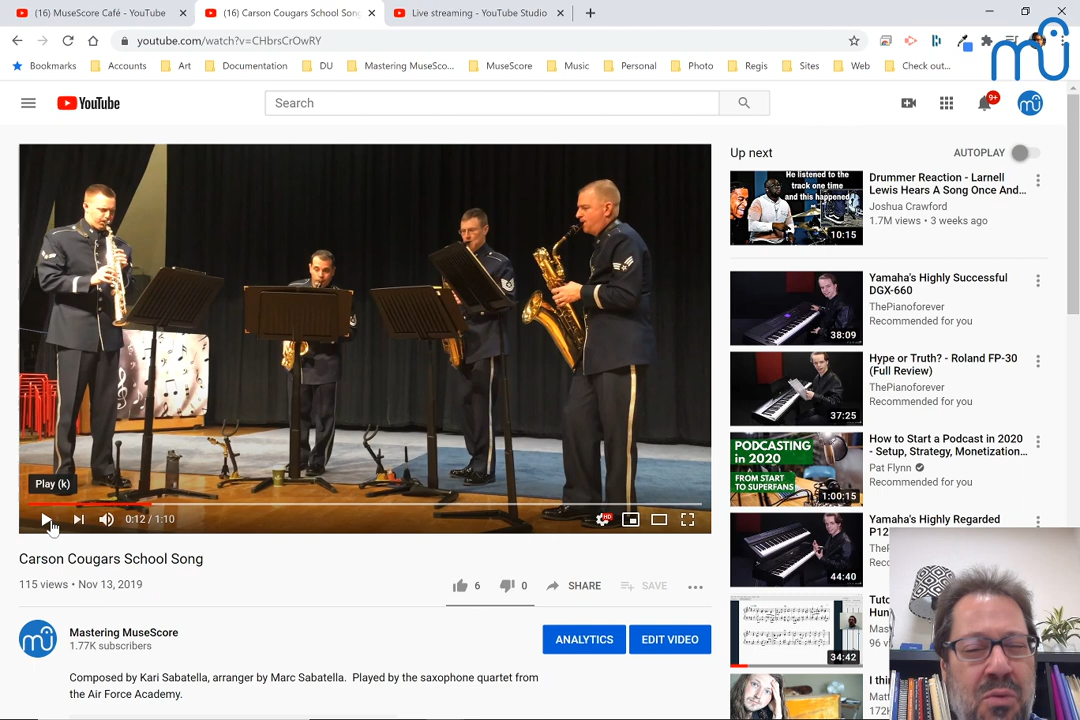 (16) MuseScore Café - YouTube
(16) Carson Cougars School Son
Live streaming - YouTube Studio
youtube.com/watch?v=CHbrsCrOwRY
Bookmarks Accounts Art Documentation DU Mastering MuseSco... MuseScore Music Personal Photo Regis Sites Web Check out...
mü
YouTube
Search
9+
Up next
AUTOPLAY
He listened to the
track one time
and this happened
10:15
Drummer Reaction - Larnell
Lewis Hears A Song Once And...
Joshua Crawford
1.7M views • 3 weeks ago
38:09
Yamaha's Highly Successful
DGX-660
ThePianoforever
Recommended for you
37:25
Hype or Truth? - Roland FP-30
(Full Review)
ThePianoforever
Recommended for you
PODCASTING
in 2020
FROM START
TO SUPERFANS
1:00:15
How to Start a Podcast in 2020
- Setup, Strategy, Monetization...
Pat Flynn
Recommended for you
44:40
Yamaha's Highly Regarded
34:42
Play (k)
0:12 / 1:10
HD
Carson Cougars School Song
115 views • Nov 13, 2019
6 0 SHARE SAVE
Mastering MuseScore
1.77K subscribers
ANALYTICS EDIT VIDEO
Composed by Kari Sabatella, arranger by Marc Sabatella. Played by the saxophone quartet from
the Air Force Academy.